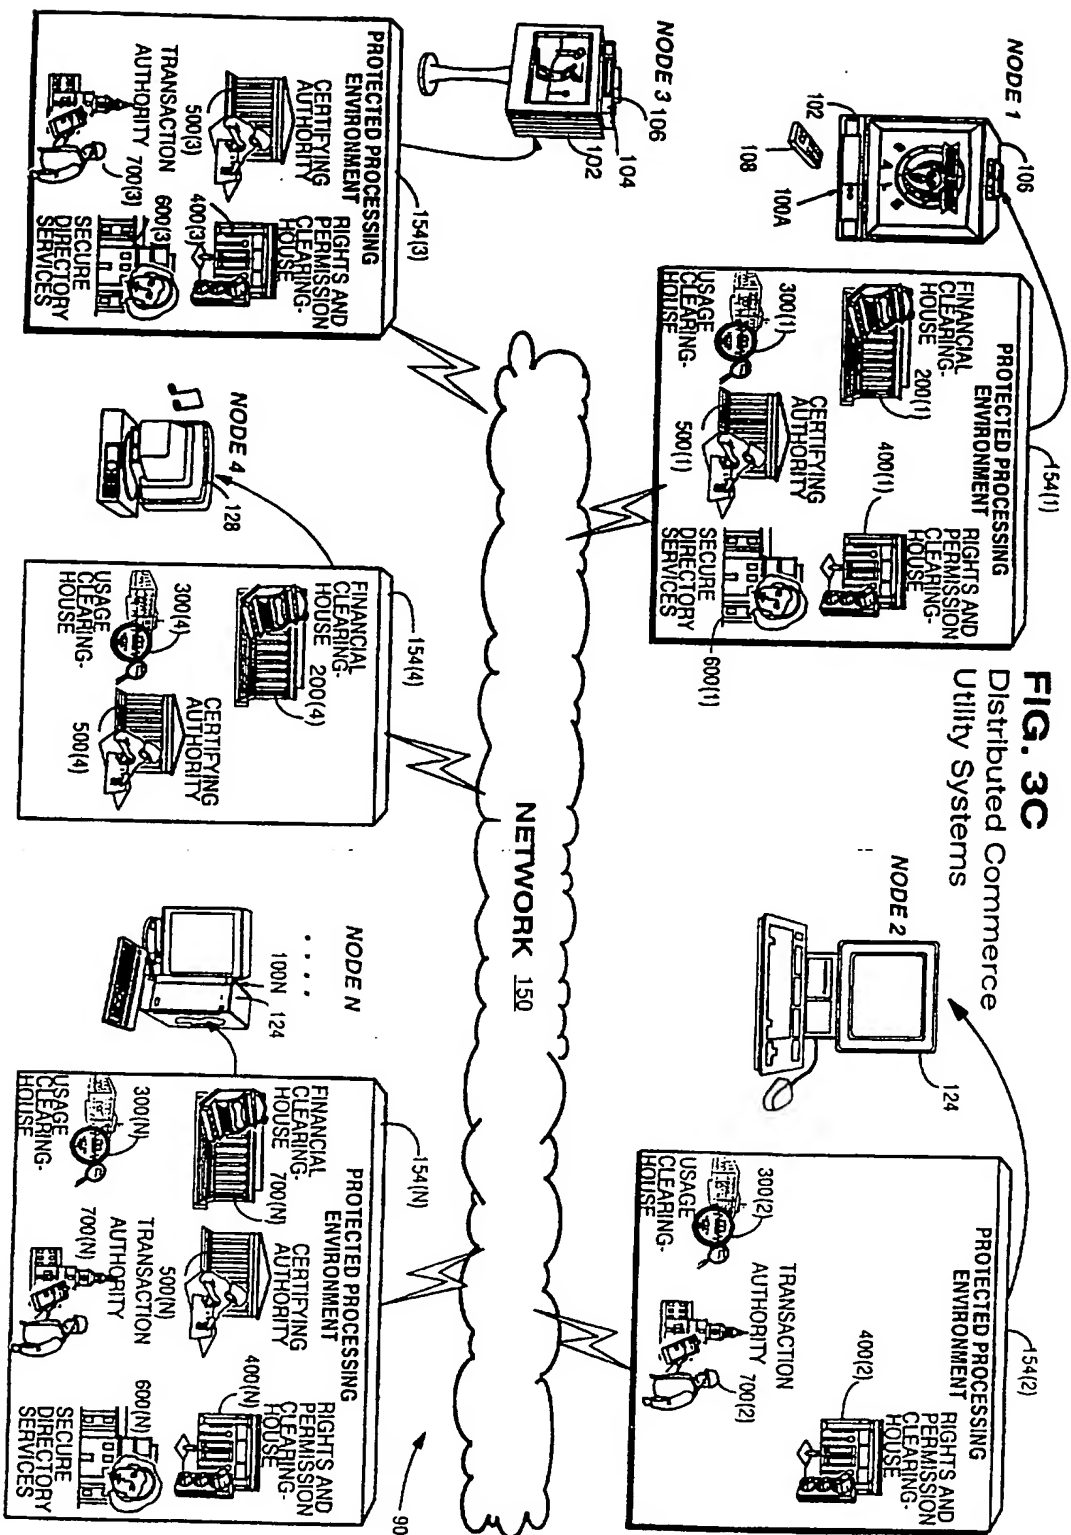 FIG. 3C
Distributed Commerce
Utility Systems
NODE 1
106
102
108
100A
154(1)
PROTECTED PROCESSING
ENVIRONMENT
FINANCIAL
CLEARING-
HOUSE 200(1)
400(1)
RIGHTS AND
PERMISSION
CLEARING-
HOUSE
300(1)
USAGE
CLEARING-
HOUSE
CERTIFYING
AUTHORITY
500(1)
SECURE
DIRECTORY
SERVICES
600(1)
NODE 2
124
154(2)
PROTECTED PROCESSING
ENVIRONMENT
400(2)
RIGHTS AND
PERMISSION
CLEARING-
HOUSE
300(2)
USAGE
CLEARING-
HOUSE
TRANSACTION
AUTHORITY
700(2)
NETWORK 150
NODE 3
106
104
102
154(3)
PROTECTED PROCESSING
ENVIRONMENT
CERTIFYING
AUTHORITY
500(3)
RIGHTS AND
PERMISSION
CLEARING-
HOUSE
400(3)
TRANSACTION
AUTHORITY
700(3)
600(3)
SECURE
DIRECTORY
SERVICES
NODE 4
128
154(4)
FINANCIAL
CLEARING-
HOUSE 200(4)
300(4)
USAGE
CLEARING-
HOUSE
CERTIFYING
AUTHORITY
500(4)
NODE N
....
100N
124
154(N)
PROTECTED PROCESSING
ENVIRONMENT
FINANCIAL
CLEARING-
HOUSE 700(N)
CERTIFYING
AUTHORITY
500(N)
400(N)
RIGHTS AND
PERMISSION
CLEARING-
HOUSE
300(N)
USAGE
CLEARING-
HOUSE
TRANSACTION
AUTHORITY
700(N)
600(N)
SECURE
DIRECTORY
SERVICES
90